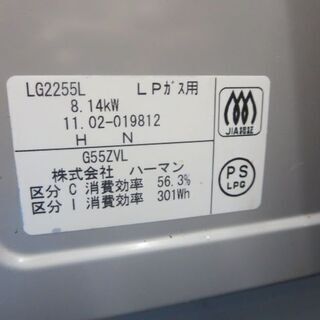 LG2255L LPガス用
8.14kW
11.02-019812
H N
G55ZVL
株式会社 ハーマン
区分 C 消費効率 56.3%
区分 I 消費効率 301Wh
JIA認証
PS
LPG